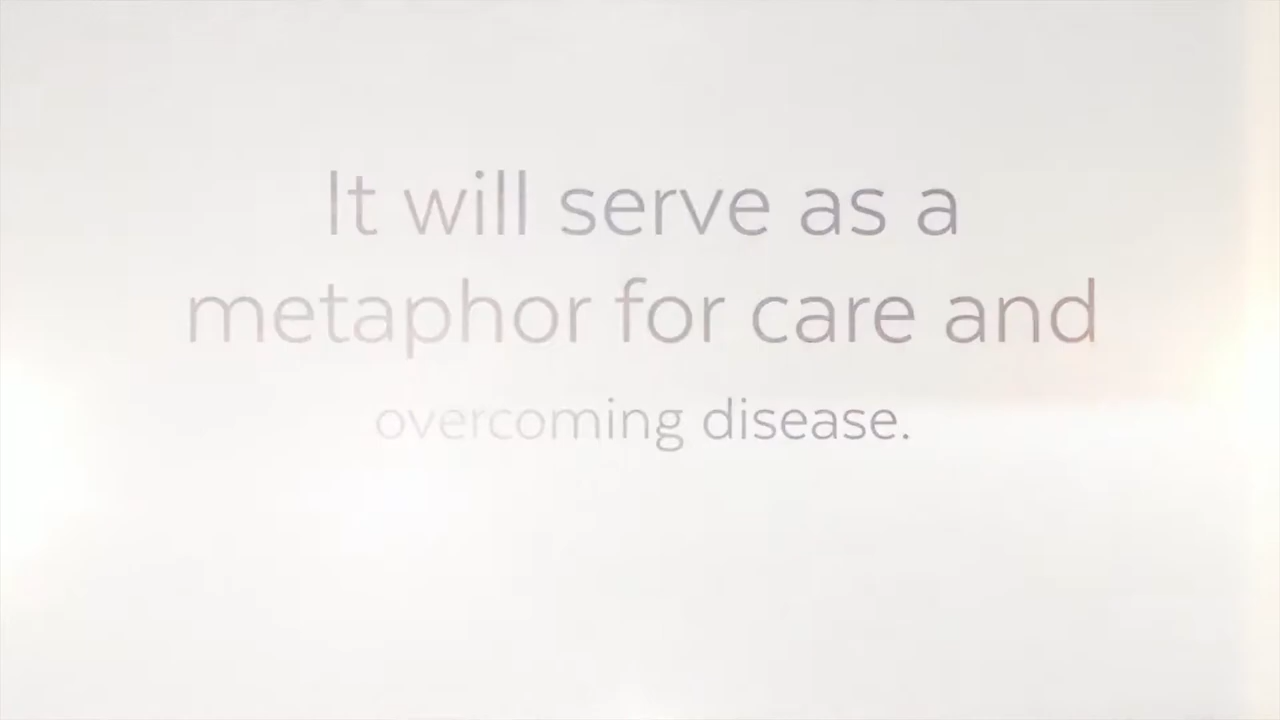 It will serve as a
metaphor for care and
overcoming disease.